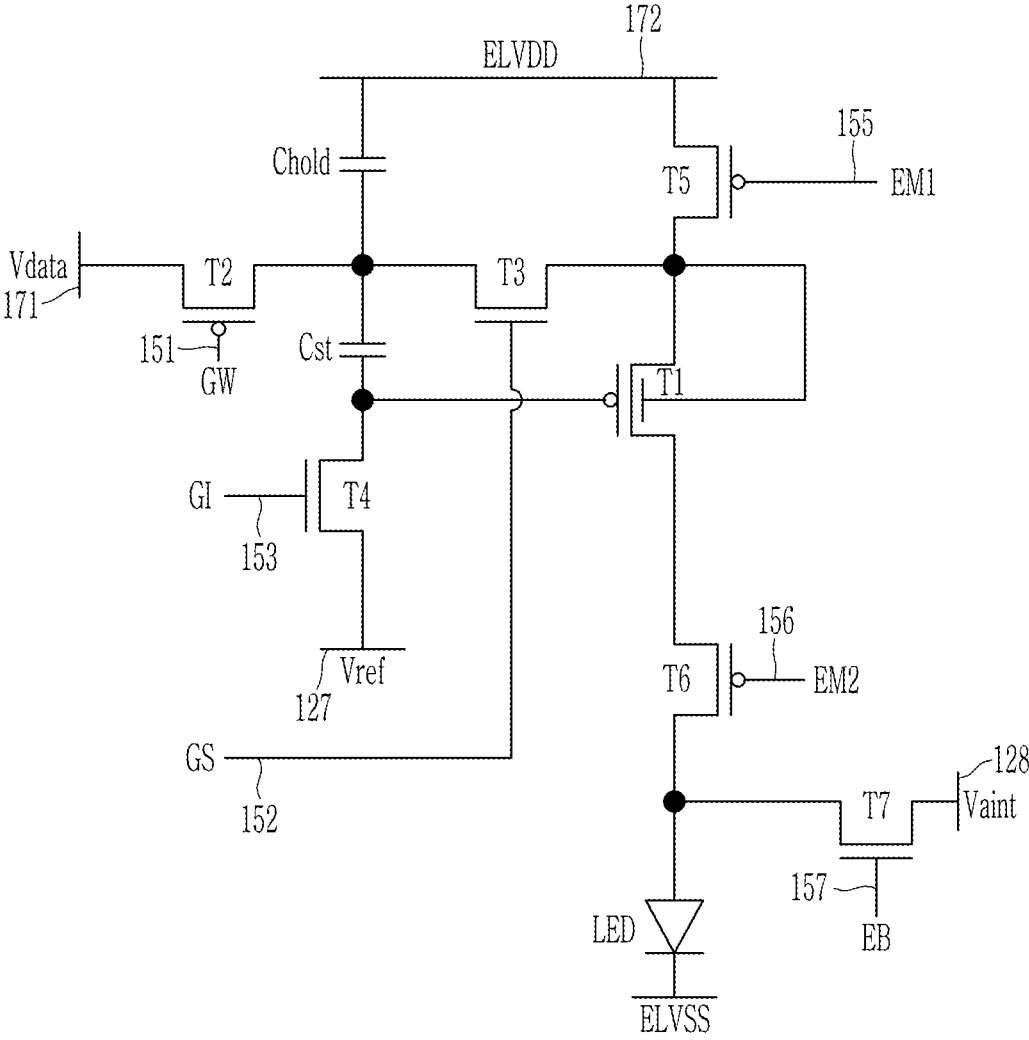 172
ELVDD
155
Chold
T5
EM1
Vdata
T2
T3
171
151
Cst
T1
GW
GI
T4
153
156
Vref
T6
EM2
127
GS
128
152
T7
Vaint
157
LED
EB
ELVSS